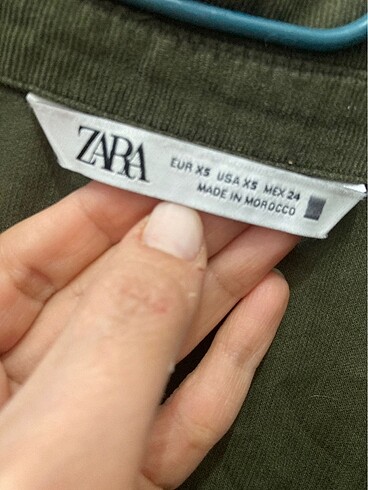 ZARA
EUR XS USA XS MEX 24
MADE IN MOROCCO